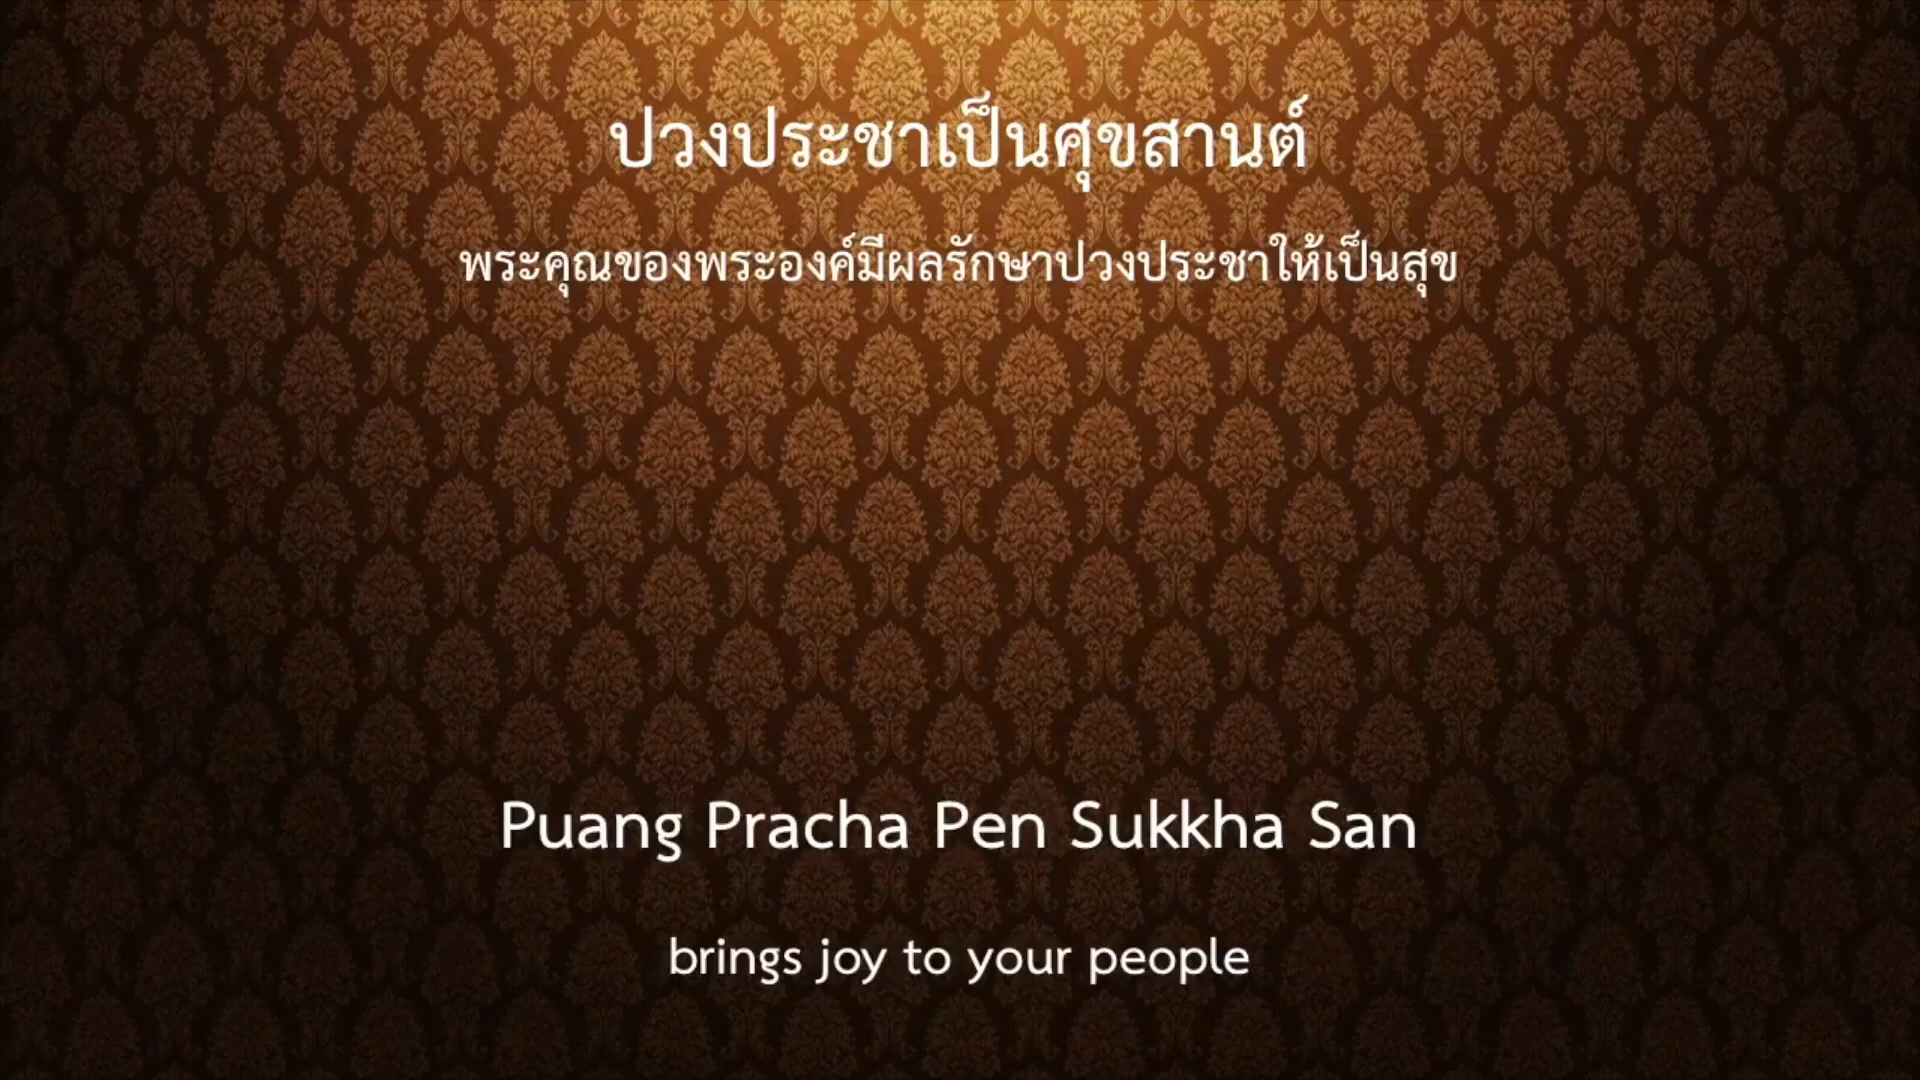 ปวงประชาเป็นศุขสานต์
พระคุณของพระองค์มีผลรักษาปวงประชาให้เป็นสุข
Puang Pracha Pen Sukkha San
brings joy to your people